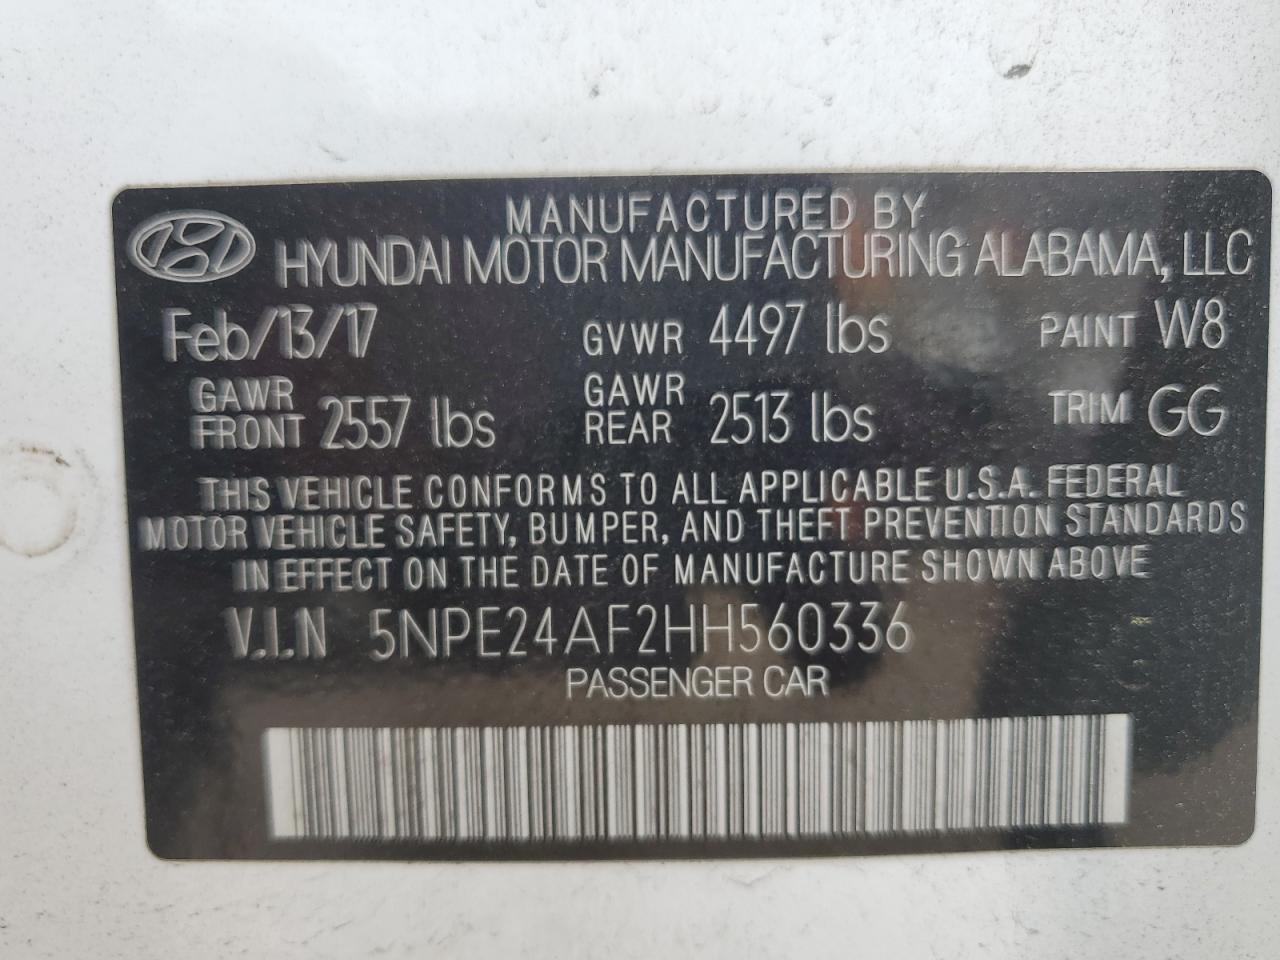 MANUFACTURED BY
HYUNDAI MOTOR MANUFACTURING ALABAMA, LLC
Feb/13/17 GVWR 4497 lbs PAINT W8
GAWR FRONT 2557 lbs GAWR REAR 2513 lbs TRIM GG
THIS VEHICLE CONFORMS TO ALL APPLICABLE U.S.A. FEDERAL
MOTOR VEHICLE SAFETY, BUMPER, AND THEFT PREVENTION STANDARDS
IN EFFECT ON THE DATE OF MANUFACTURE SHOWN ABOVE
V.I.N 5NPE24AF2HH560336
PASSENGER CAR